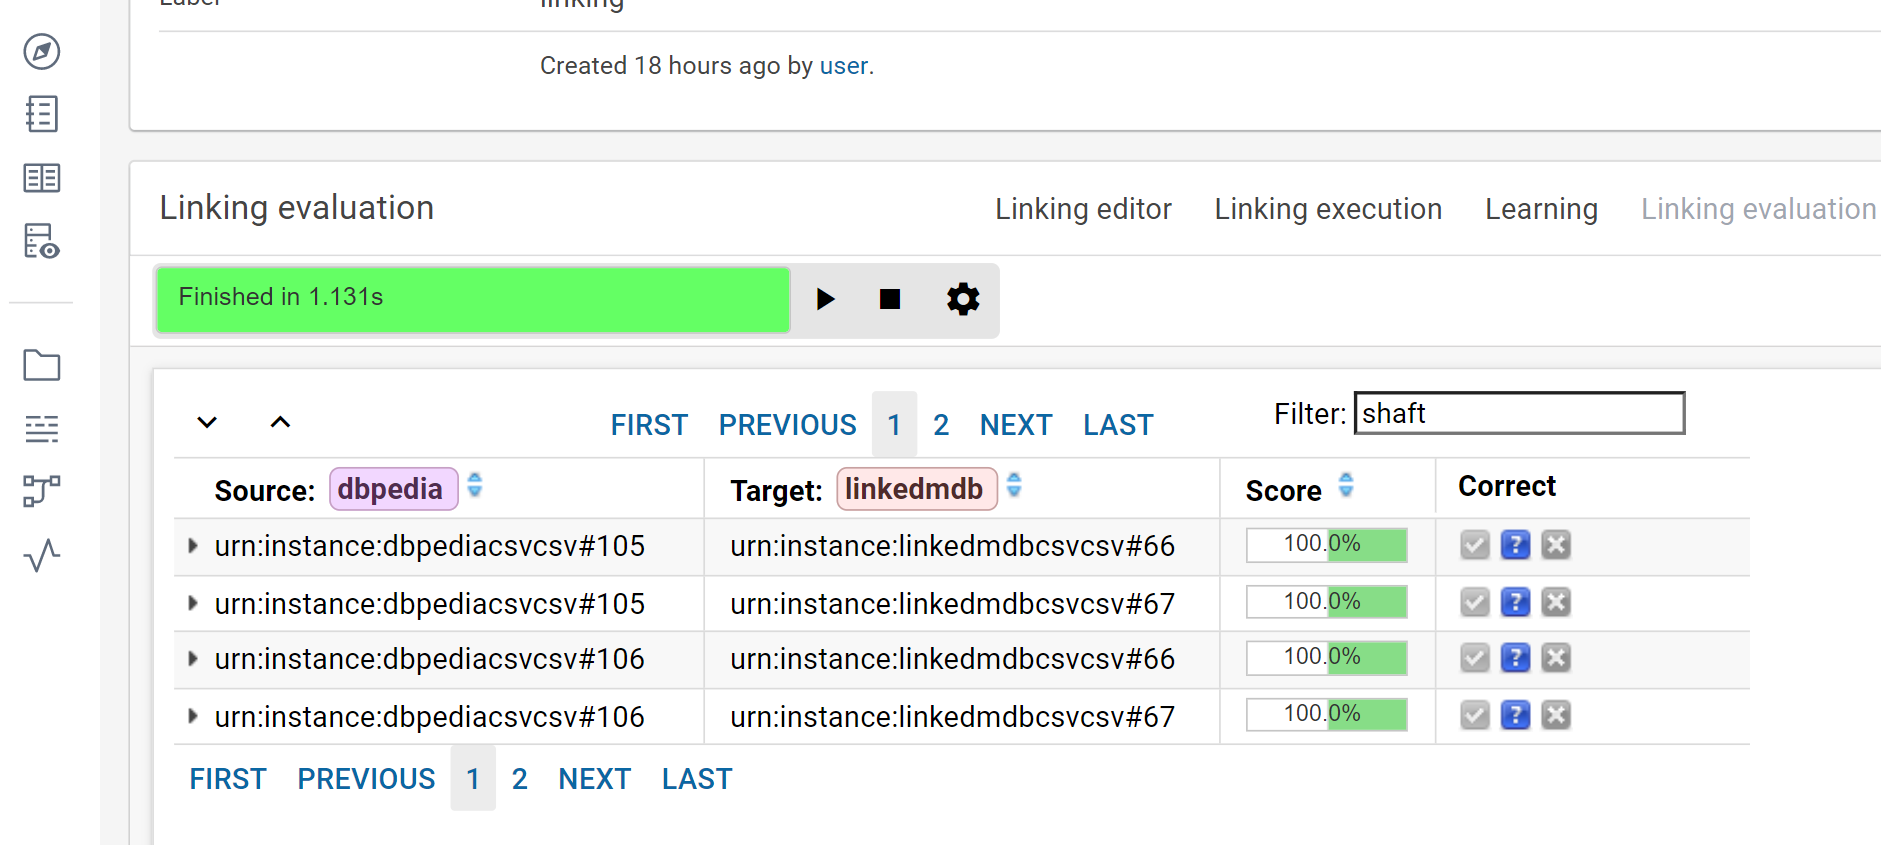 Label linking
Created 18 hours ago by user.
Linking evaluation Linking editor Linking execution Learning Linking evaluation
Finished in 1.131s
FIRST PREVIOUS 1 2 NEXT LAST Filter: shaft
Source: dbpedia Target: linkedmdb Score Correct
urn:instance:dbpediacsvcsv#105 urn:instance:linkedmdbcsvcsv#66 100.0%
urn:instance:dbpediacsvcsv#105 urn:instance:linkedmdbcsvcsv#67 100.0%
urn:instance:dbpediacsvcsv#106 urn:instance:linkedmdbcsvcsv#66 100.0%
urn:instance:dbpediacsvcsv#106 urn:instance:linkedmdbcsvcsv#67 100.0%
FIRST PREVIOUS 1 2 NEXT LAST